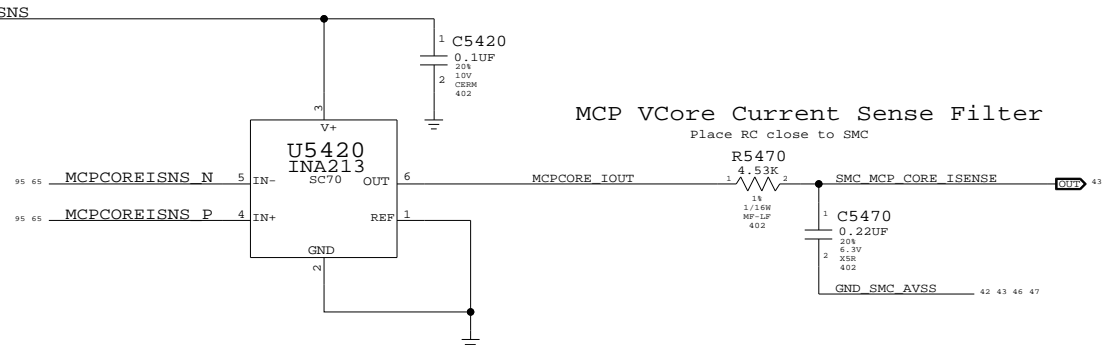 SNS
1
C5420
0.1UF
20%
10V
CERM
402
2
3
V+
U5420
INA213
SC70
95 65 MCPCOREISNS_N 5 IN-
OUT 6
95 65 MCPCOREISNS_P 4 IN+
REF 1
GND
2
MCP VCore Current Sense Filter
Place RC close to SMC
R5470
4.53K
MCPCORE_IOUT 1 2 SMC_MCP_CORE_ISENSE OUT 43
1%
1/16W
MF-LF
402
1
C5470
0.22UF
20%
6.3V
X5R
402
2
GND_SMC_AVSS 42 43 46 47